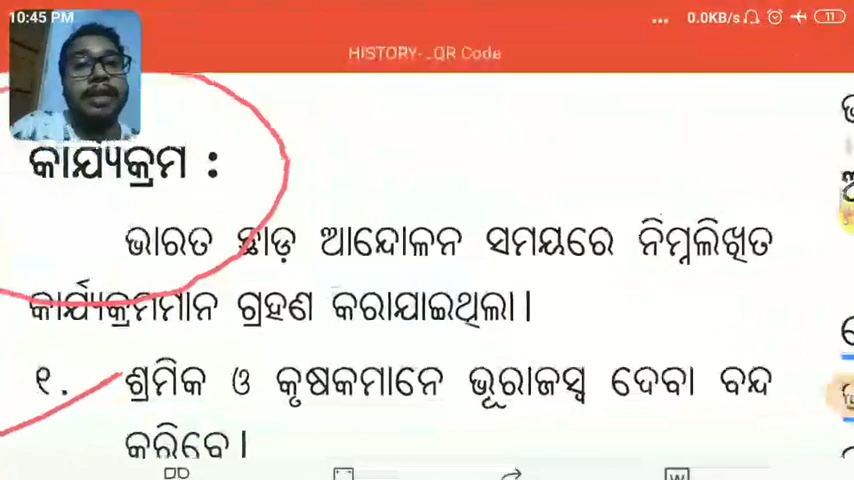 10:45 PM
... 0.0KB/s 11
HISTORY-_QR Code
କାର୍ଯ୍ୟକ୍ରମ :
ଭାରତ ଛାଡ଼ ଆନ୍ଦୋଳନ ସମୟରେ ନିମ୍ନଲିଖିତ
କାର୍ଯ୍ୟକ୍ରମମାନ ଗ୍ରହଣ କରାଯାଇଥିଲା।
୧. ଶ୍ରମିକ ଓ କୃଷକମାନେ ଭୂରାଜସ୍ୱ ଦେବା ବନ୍ଦ
କରିବେ।